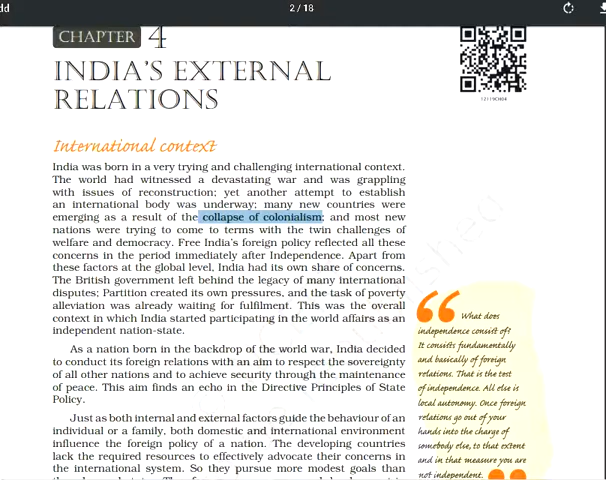 dd
2 / 18
CHAPTER 4
INDIA'S EXTERNAL
RELATIONS
12119CH04
International context
India was born in a very trying and challenging international context.
The world had witnessed a devastating war and was grappling
with issues of reconstruction; yet another attempt to establish
an international body was underway; many new countries were
emerging as a result of the collapse of colonialism; and most new
nations were trying to come to terms with the twin challenges of
welfare and democracy. Free India's foreign policy reflected all these
concerns in the period immediately after Independence. Apart from
these factors at the global level, India had its own share of concerns.
The British government left behind the legacy of many international
disputes; Partition created its own pressures, and the task of poverty
alleviation was already waiting for fulfilment. This was the overall
context in which India started participating in the world affairs as an
independent nation-state.
As a nation born in the backdrop of the world war, India decided
to conduct its foreign relations with an aim to respect the sovereignty
of all other nations and to achieve security through the maintenance
of peace. This aim finds an echo in the Directive Principles of State
Policy.
Just as both internal and external factors guide the behaviour of an
individual or a family, both domestic and international environment
influence the foreign policy of a nation. The developing countries
lack the required resources to effectively advocate their concerns in
the international system. So they pursue more modest goals than
What does
independence consist of?
It consists fundamentally
and basically of foreign
relations. That is the test
of independence. All else is
local autonomy. Once foreign
relations go out of your
hands into the charge of
somebody else, to that extent
and in that measure you are
not independent.